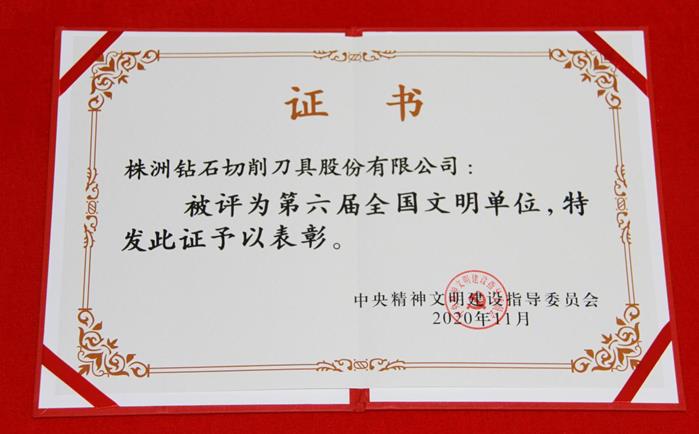 证 书
株洲钻石切削刀具股份有限公司：
被评为第六届全国文明单位，特
发此证予以表彰。
中央精神文明建设指导委员会
2020年11月